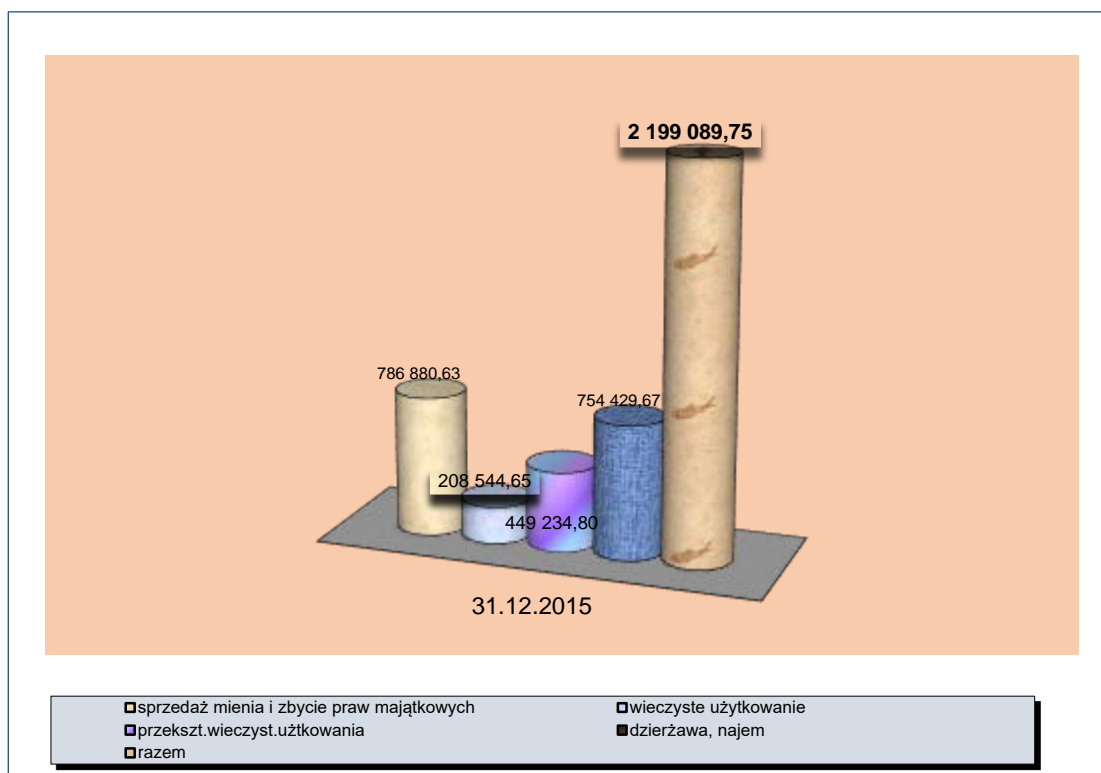 2 199 089,75
786 880,63
754 429,67
208 544,65
449 234,80
31.12.2015
sprzedaż mienia i zbycie praw majątkowych
wieczyste użytkowanie
przekszt.wieczyst.użtkowania
dzierżawa, najem
razem